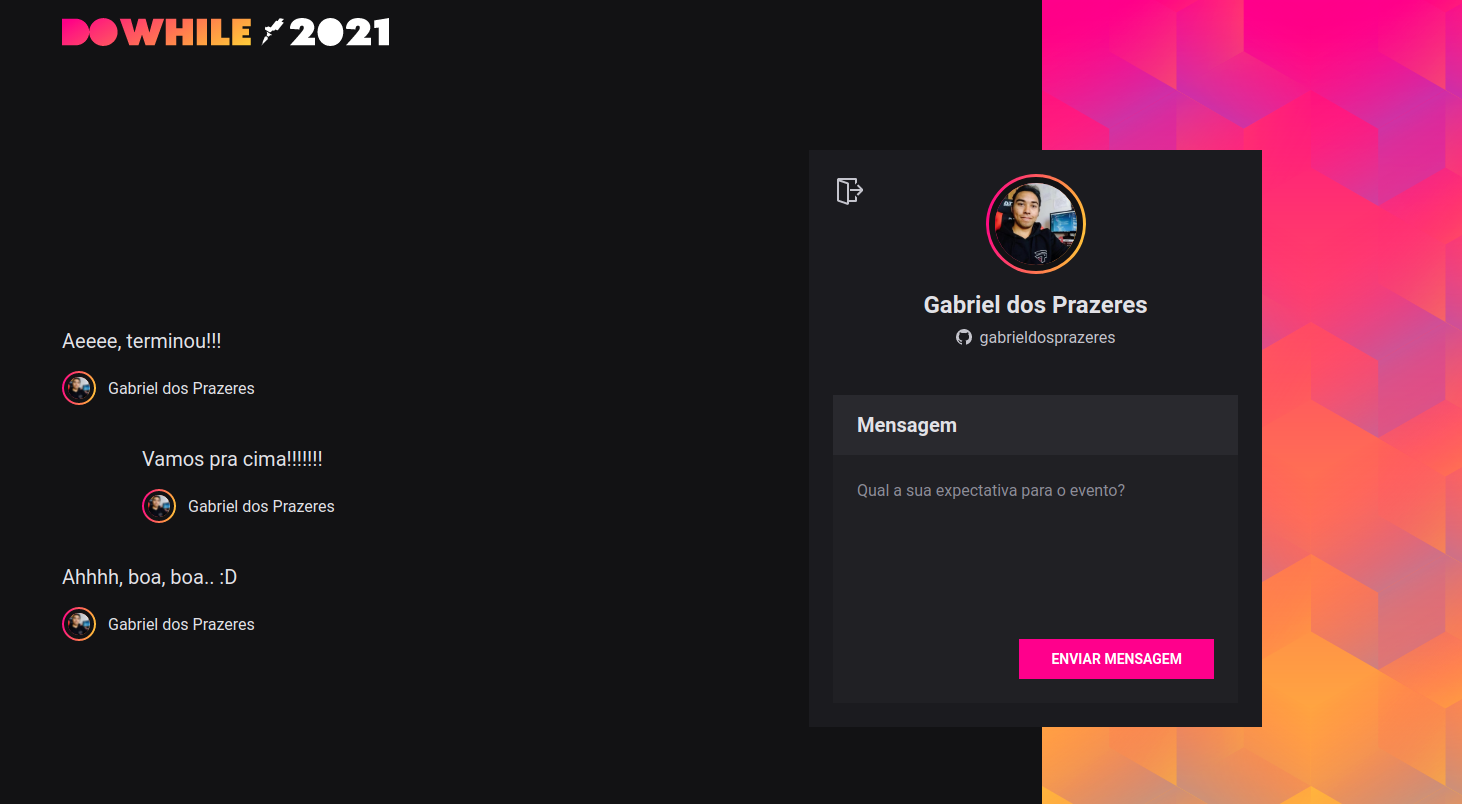 DOWHILE 2021
Aeeee, terminou!!!
Gabriel dos Prazeres
Vamos pra cima!!!!!!!
Gabriel dos Prazeres
Ahhhh, boa, boa.. :D
Gabriel dos Prazeres
Gabriel dos Prazeres
gabrieldosprazeres
Mensagem
Qual a sua expectativa para o evento?
ENVIAR MENSAGEM